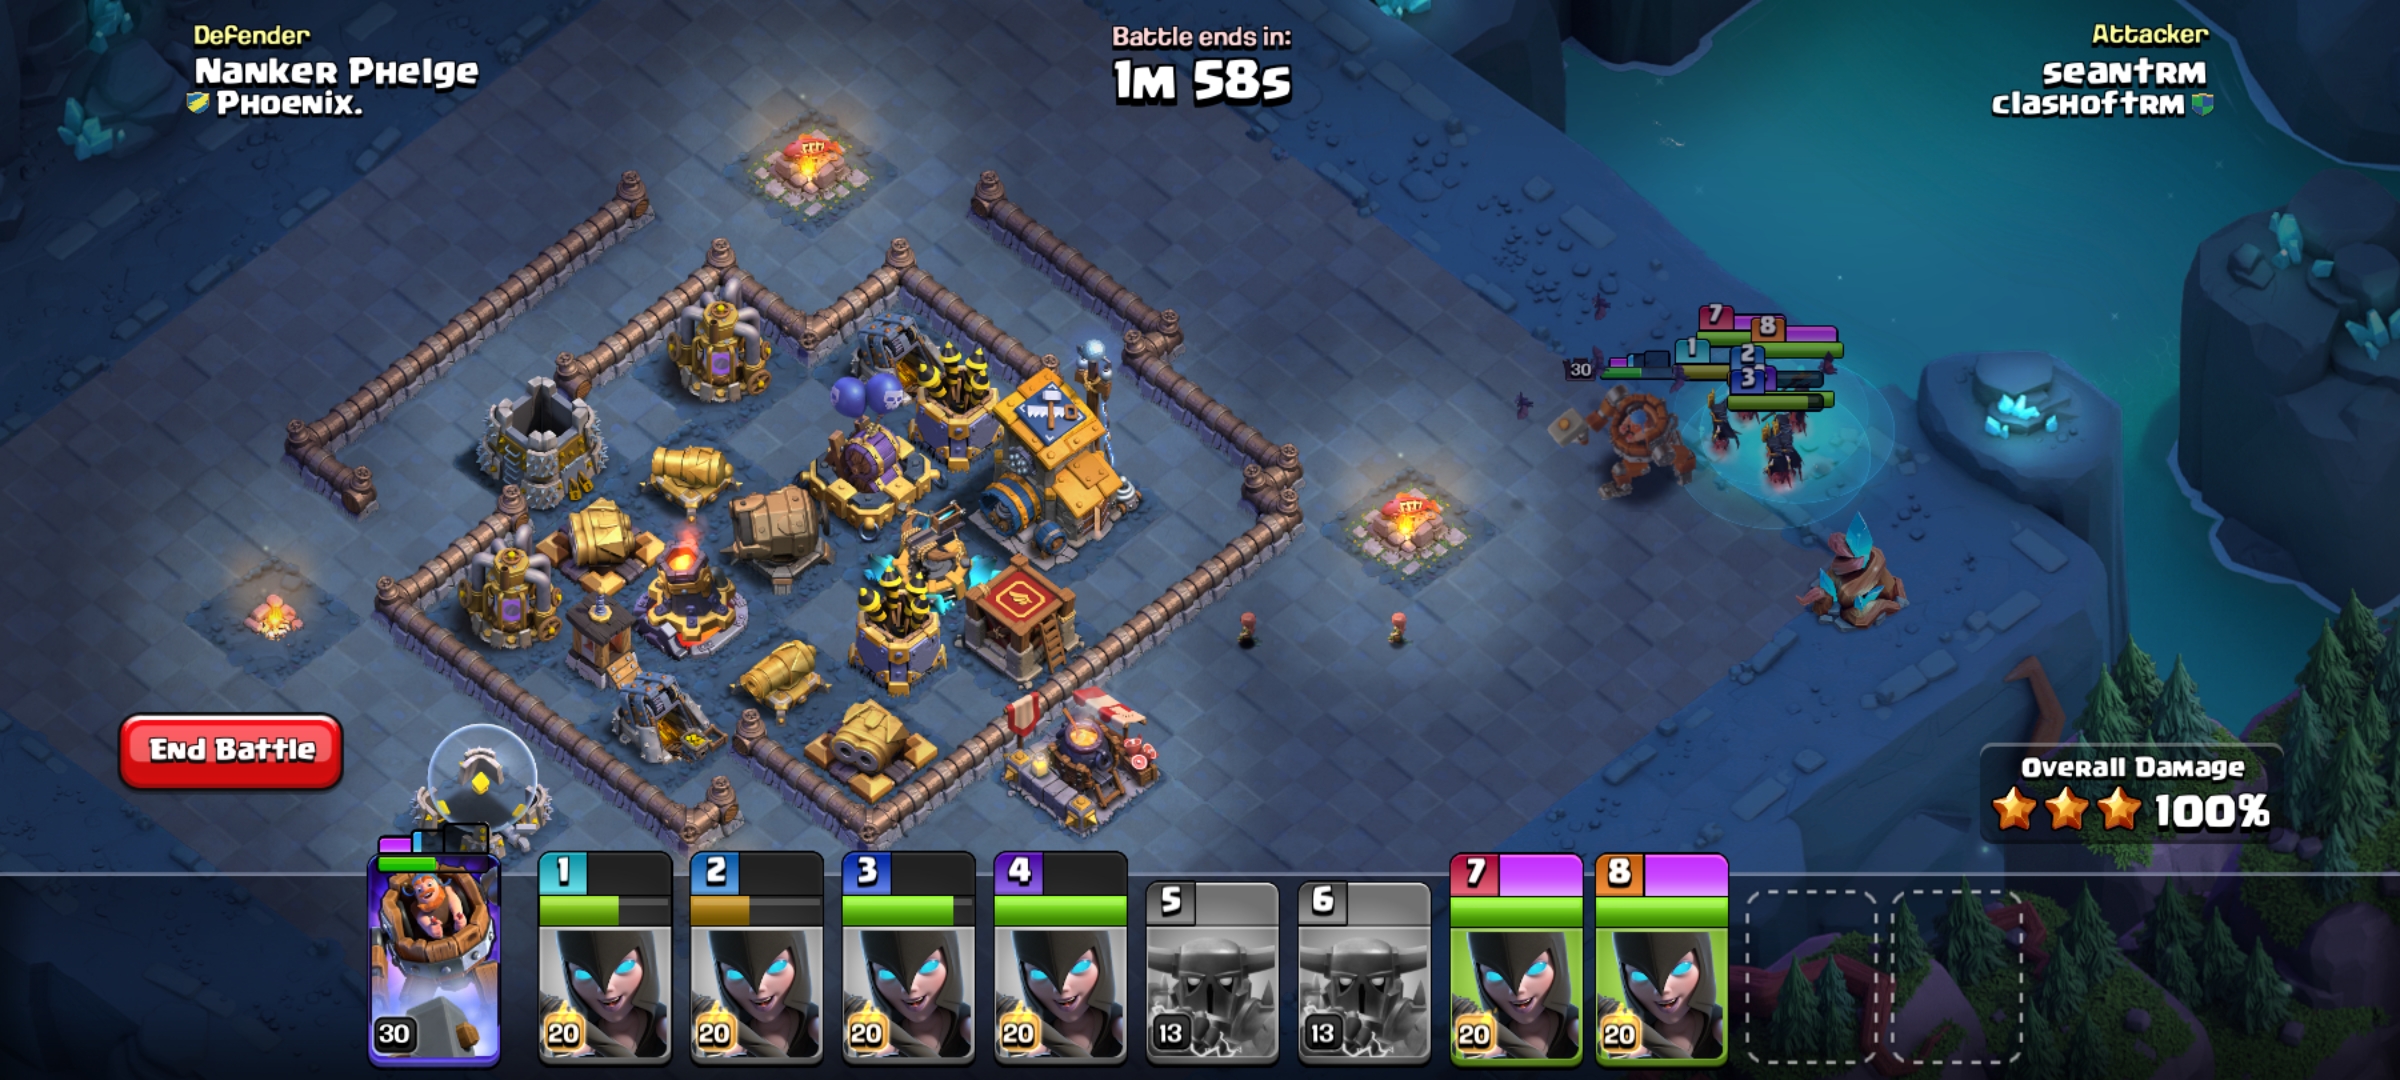 Defender
Nanker Phelge
Phoenix.
Battle ends in:
1m 58s
Attacker
seantrm
clashoftrm
7
8
1
2
3
30
End Battle
Overall Damage
100%
1
2
3
4
5
6
7
8
30
20
20
20
20
13
13
20
20